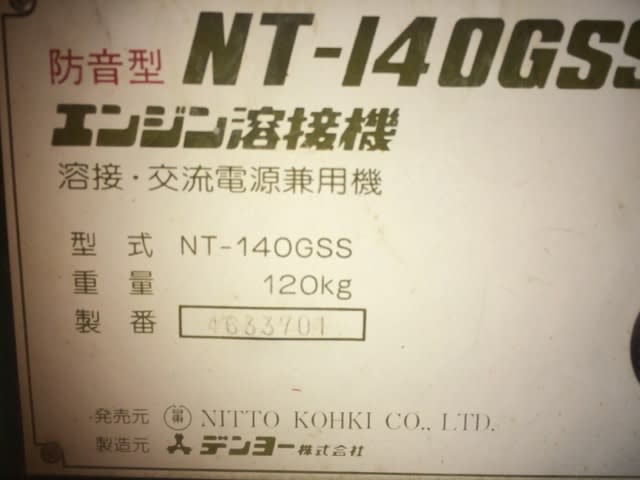 防音型 NT-140GSS
エンジン溶接機
溶接・交流電源兼用機
型式 NT-140GSS
重量 120kg
製番 4633701
発売元 NITTO KOHKI CO., LTD.
製造元 デンヨー株式会社